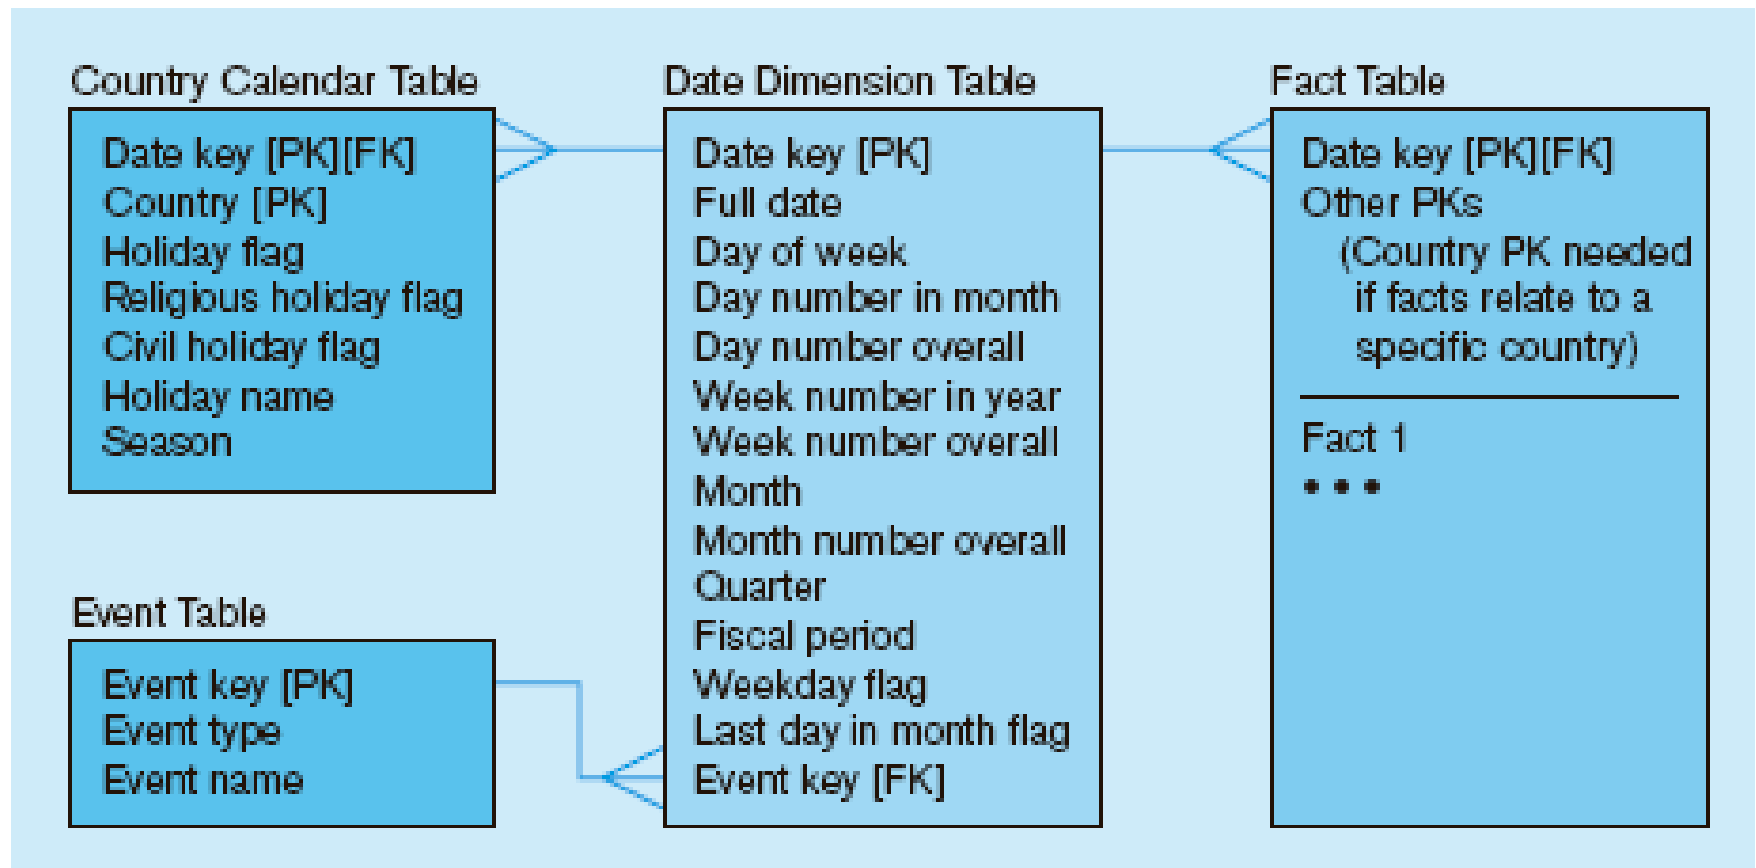 Country Calendar Table
Date key [PK][FK]
Country [PK]
Holiday flag
Religious holiday flag
Civil holiday flag
Holiday name
Season
Event Table
Event key [PK]
Event type
Event name
Date Dimension Table
Date key [PK]
Full date
Day of week
Day number in month
Day number overall
Week number in year
Week number overall
Month
Month number overall
Quarter
Fiscal period
Weekday flag
Last day in month flag
Event key [FK]
Fact Table
Date key [PK][FK]
Other PKs
(Country PK needed
if facts relate to a
specific country)
Fact 1
• • •